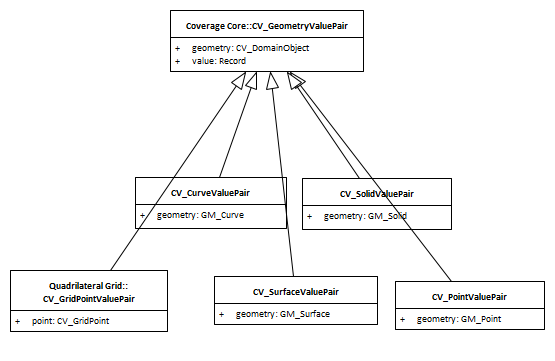 Coverage Core::CV_GeometryValuePair
+ geometry: CV_DomainObject
+ value: Record
CV_CurveValuePair
+ geometry: GM_Curve
CV_SolidValuePair
+ geometry: GM_Solid
Quadrilateral Grid::
CV_GridPointValuePair
+ point: CV_GridPoint
CV_SurfaceValuePair
+ geometry: GM_Surface
CV_PointValuePair
+ geometry: GM_Point